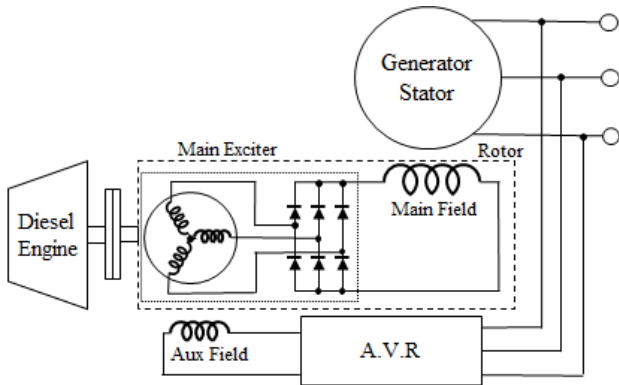 Generator
Stator
Main Exciter
Rotor
Main Field
Diesel
Engine
Aux Field
A.V.R